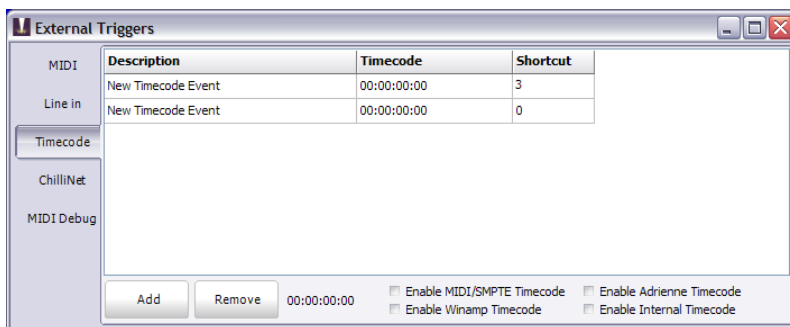 External Triggers
MIDI
Line in
Timecode
ChilliNet
MIDI Debug
Description Timecode Shortcut
New Timecode Event 00:00:00:00 3
New Timecode Event 00:00:00:00 0
Add Remove 00:00:00:00
Enable MIDI/SMPTE Timecode Enable Adrienne Timecode
Enable Winamp Timecode Enable Internal Timecode